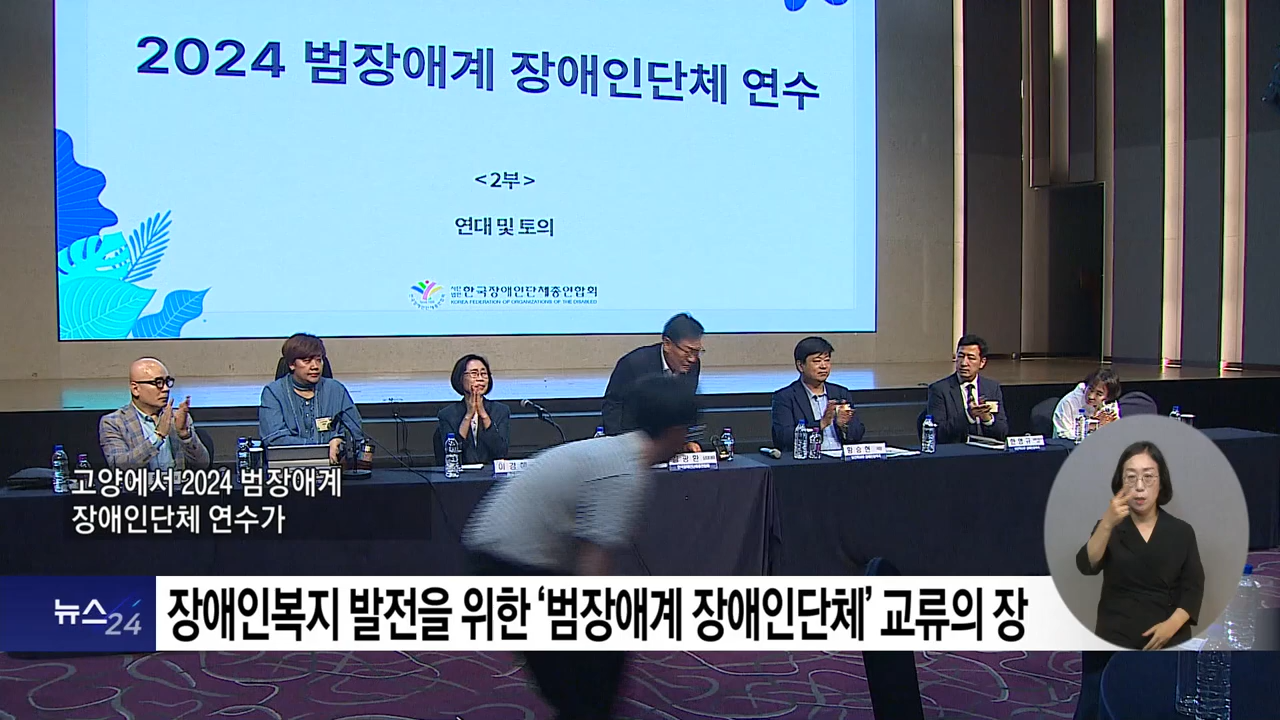 2024 범장애계 장애인단체 연수
<2부>
연대 및 토의
한국장애인단체총연합회
KOREA FEDERATION OF ORGANIZATIONS OF THE DISABLED
고양에서 2024 범장애계
장애인단체 연수가
뉴스24
장애인복지 발전을 위한 ‘범장애계 장애인단체’ 교류의 장